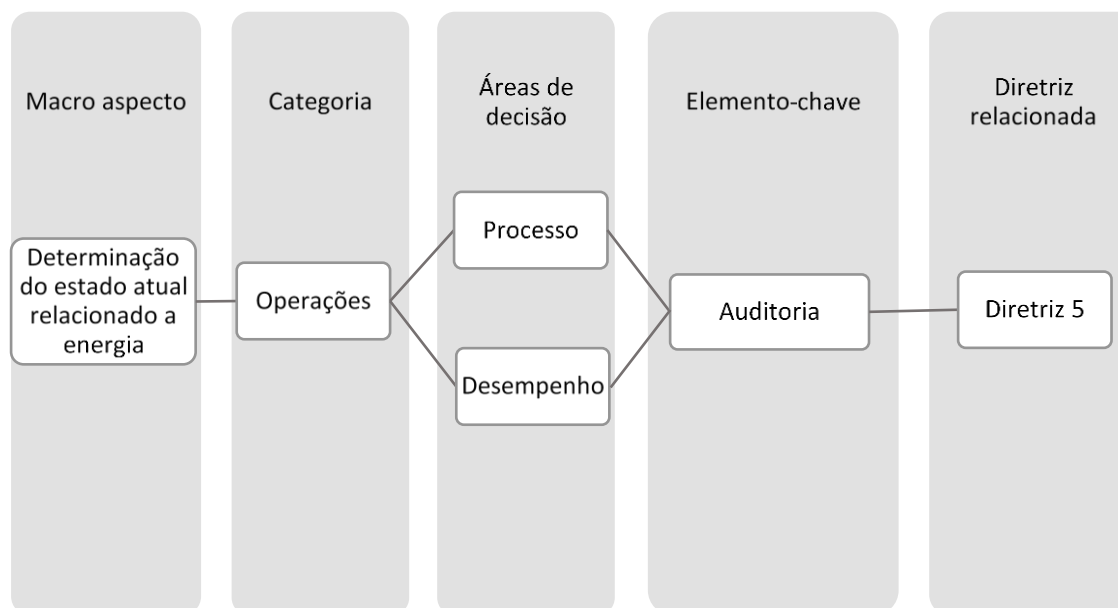 Macro aspecto
Categoria
Áreas de
decisão
Elemento-chave
Diretriz
relacionada
Determinação
do estado atual
relacionado a
energia
Operações
Processo
Desempenho
Auditoria
Diretriz 5